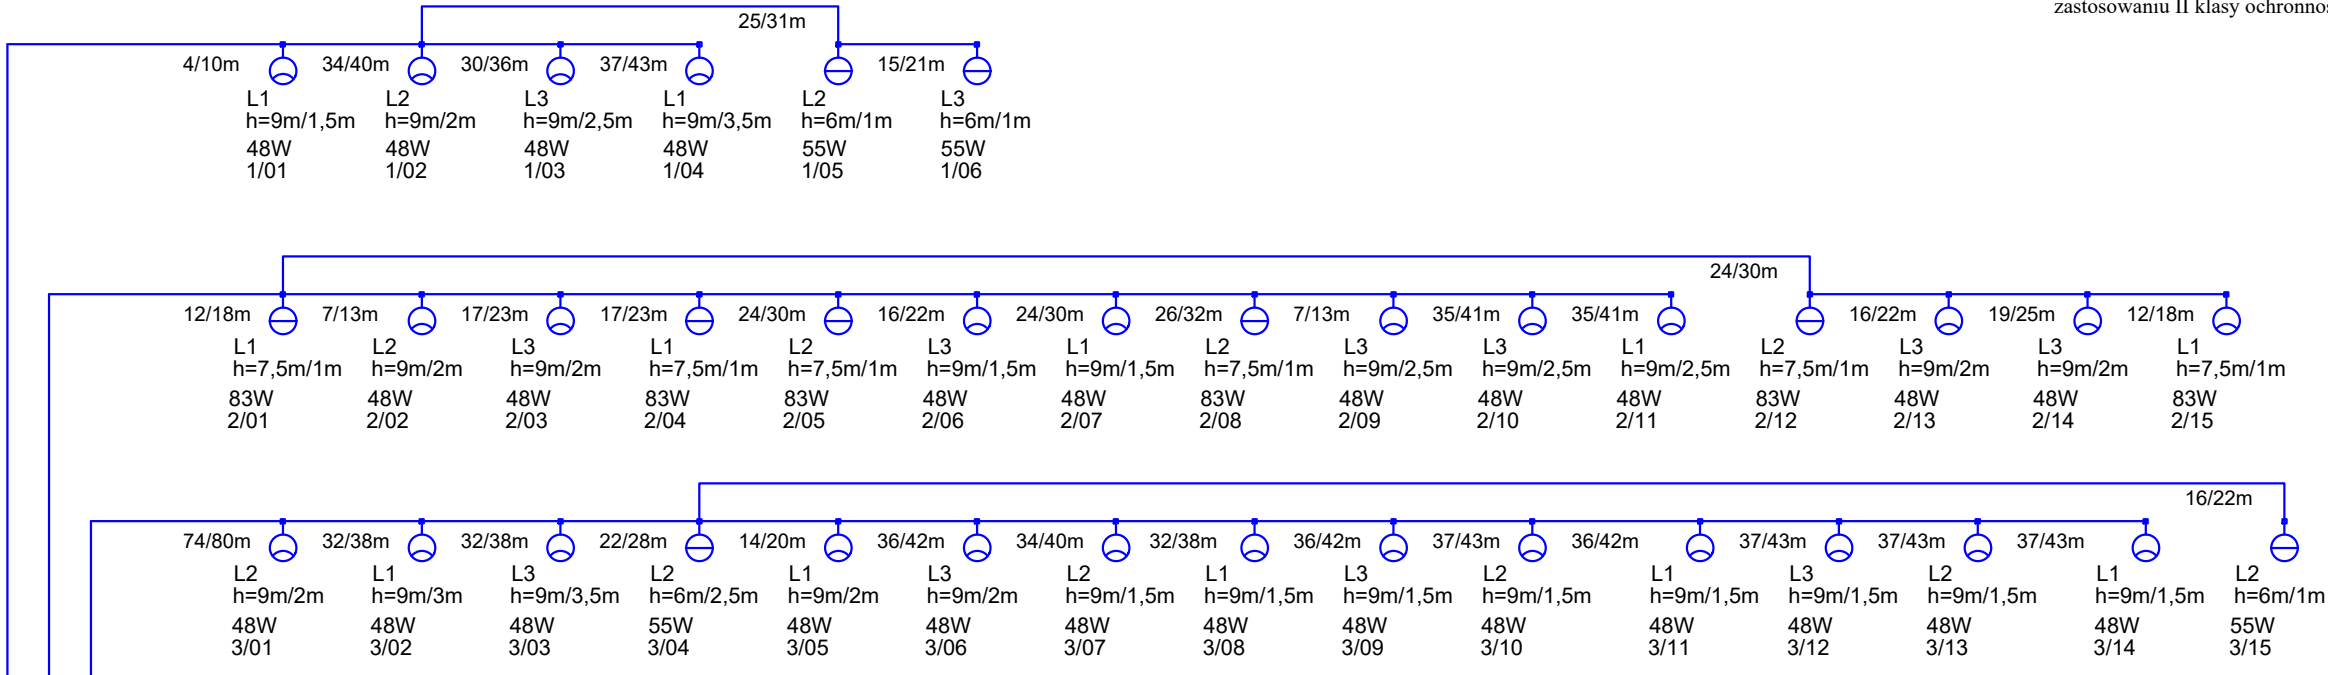 zastosowaniu II klasy ochronnoś
25/31m
4/10m 34/40m 30/36m 37/43m 15/21m
L1 L2 L3 L1 L2 L3
h=9m/1,5m h=9m/2m h=9m/2,5m h=9m/3,5m h=6m/1m h=6m/1m
48W 48W 48W 48W 55W 55W
1/01 1/02 1/03 1/04 1/05 1/06
24/30m
12/18m 7/13m 17/23m 17/23m 24/30m 16/22m 24/30m 26/32m 7/13m 35/41m 35/41m 16/22m 19/25m 12/18m
L1 L2 L3 L1 L2 L3 L1 L2 L3 L3 L1 L2 L3 L3 L1
h=7,5m/1m h=9m/2m h=9m/2m h=7,5m/1m h=7,5m/1m h=9m/1,5m h=9m/1,5m h=7,5m/1m h=9m/2,5m h=9m/2,5m h=9m/2,5m h=7,5m/1m h=9m/2m h=9m/2m h=7,5m/1m
83W 48W 48W 83W 83W 48W 48W 83W 48W 48W 48W 83W 48W 48W 83W
2/01 2/02 2/03 2/04 2/05 2/06 2/07 2/08 2/09 2/10 2/11 2/12 2/13 2/14 2/15
16/22m
74/80m 32/38m 32/38m 22/28m 14/20m 36/42m 34/40m 32/38m 36/42m 37/43m 36/42m 37/43m 37/43m 37/43m
L2 L1 L3 L2 L1 L3 L2 L1 L3 L2 L1 L3 L2 L1 L2
h=9m/2m h=9m/3m h=9m/3,5m h=6m/2,5m h=9m/2m h=9m/2m h=9m/1,5m h=9m/1,5m h=9m/1,5m h=9m/1,5m h=9m/1,5m h=9m/1,5m h=9m/1,5m h=9m/1,5m h=6m/1m
48W 48W 48W 55W 48W 48W 48W 48W 48W 48W 48W 48W 48W 48W 55W
3/01 3/02 3/03 3/04 3/05 3/06 3/07 3/08 3/09 3/10 3/11 3/12 3/13 3/14 3/15